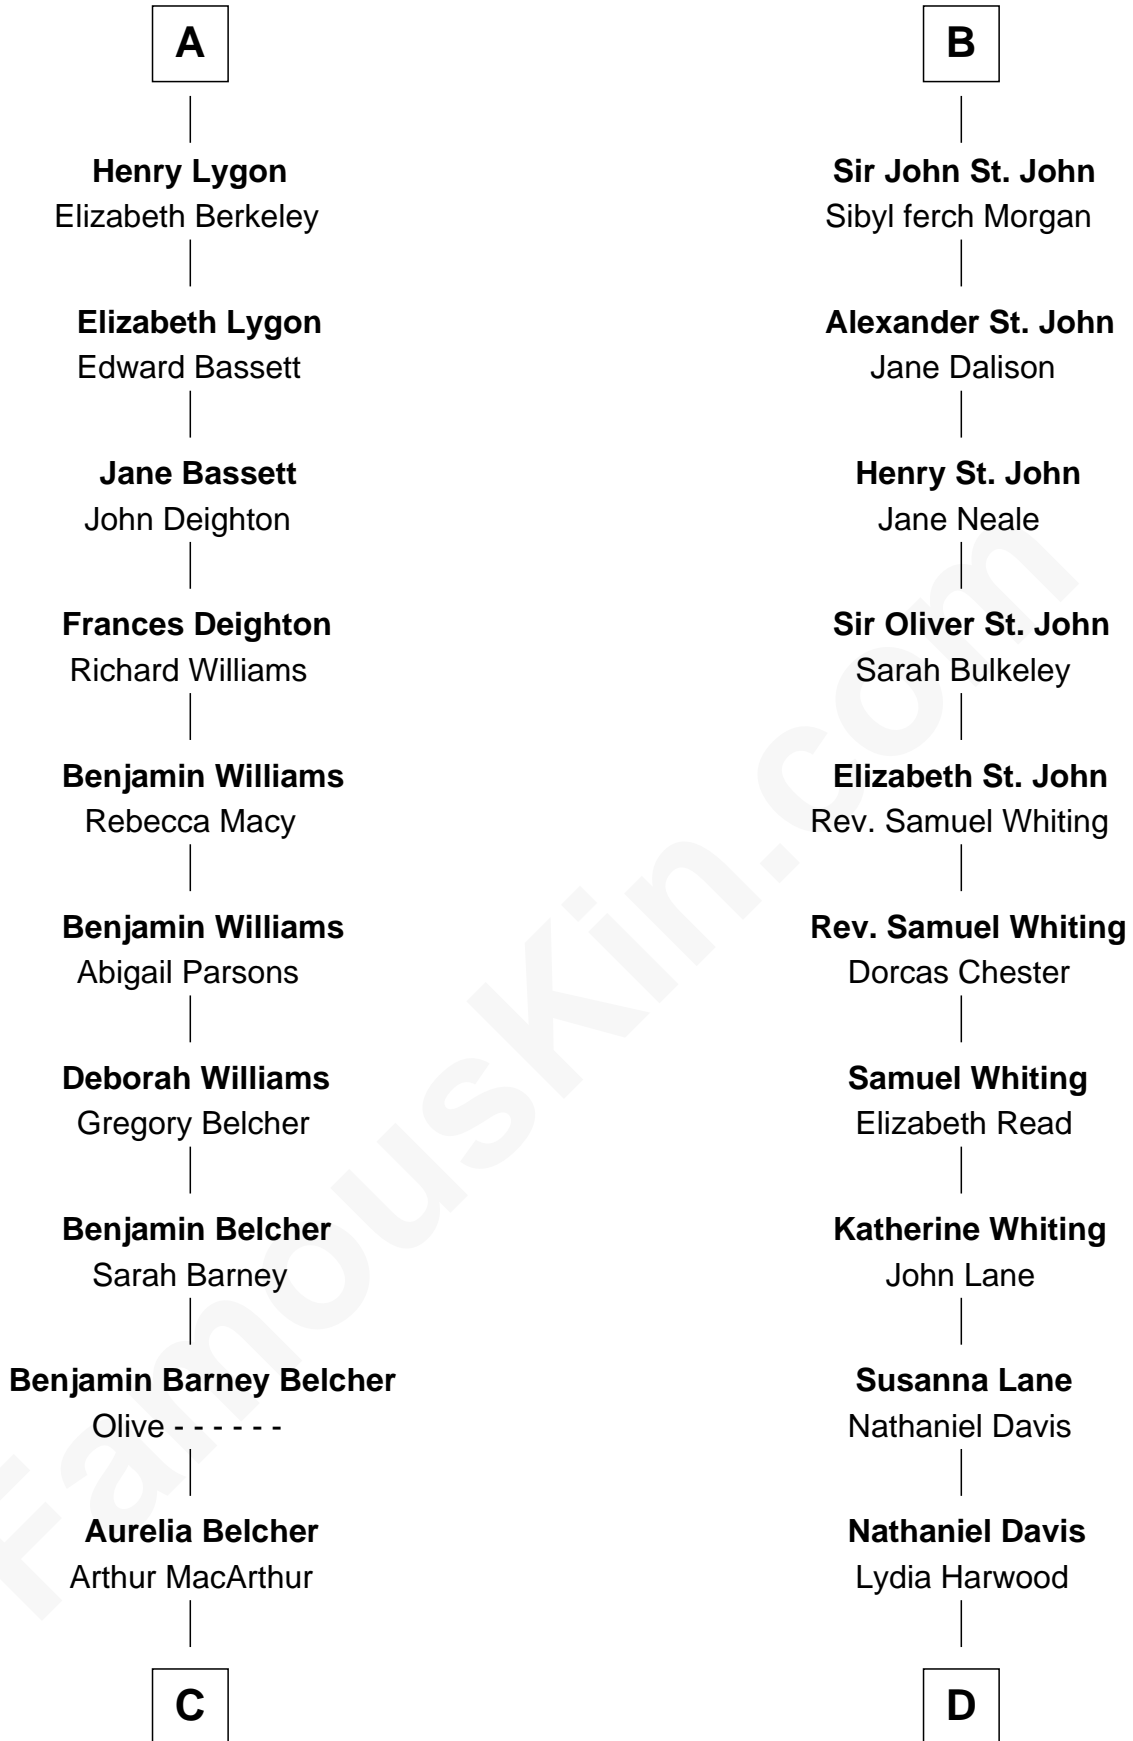 A
Henry Lygon
Elizabeth Berkeley
Elizabeth Lygon
Edward Bassett
Jane Bassett
John Deighton
Frances Deighton
Richard Williams
Benjamin Williams
Rebecca Macy
Benjamin Williams
Abigail Parsons
Deborah Williams
Gregory Belcher
Benjamin Belcher
Sarah Barney
Benjamin Barney Belcher
Olive - - - - - -
Aurelia Belcher
Arthur MacArthur
C
B
Sir John St. John
Sibyl ferch Morgan
Alexander St. John
Jane Dalison
Henry St. John
Jane Neale
Sir Oliver St. John
Sarah Bulkeley
Elizabeth St. John
Rev. Samuel Whiting
Rev. Samuel Whiting
Dorcas Chester
Samuel Whiting
Elizabeth Read
Katherine Whiting
John Lane
Susanna Lane
Nathaniel Davis
Nathaniel Davis
Lydia Harwood
D
FamousKin.com